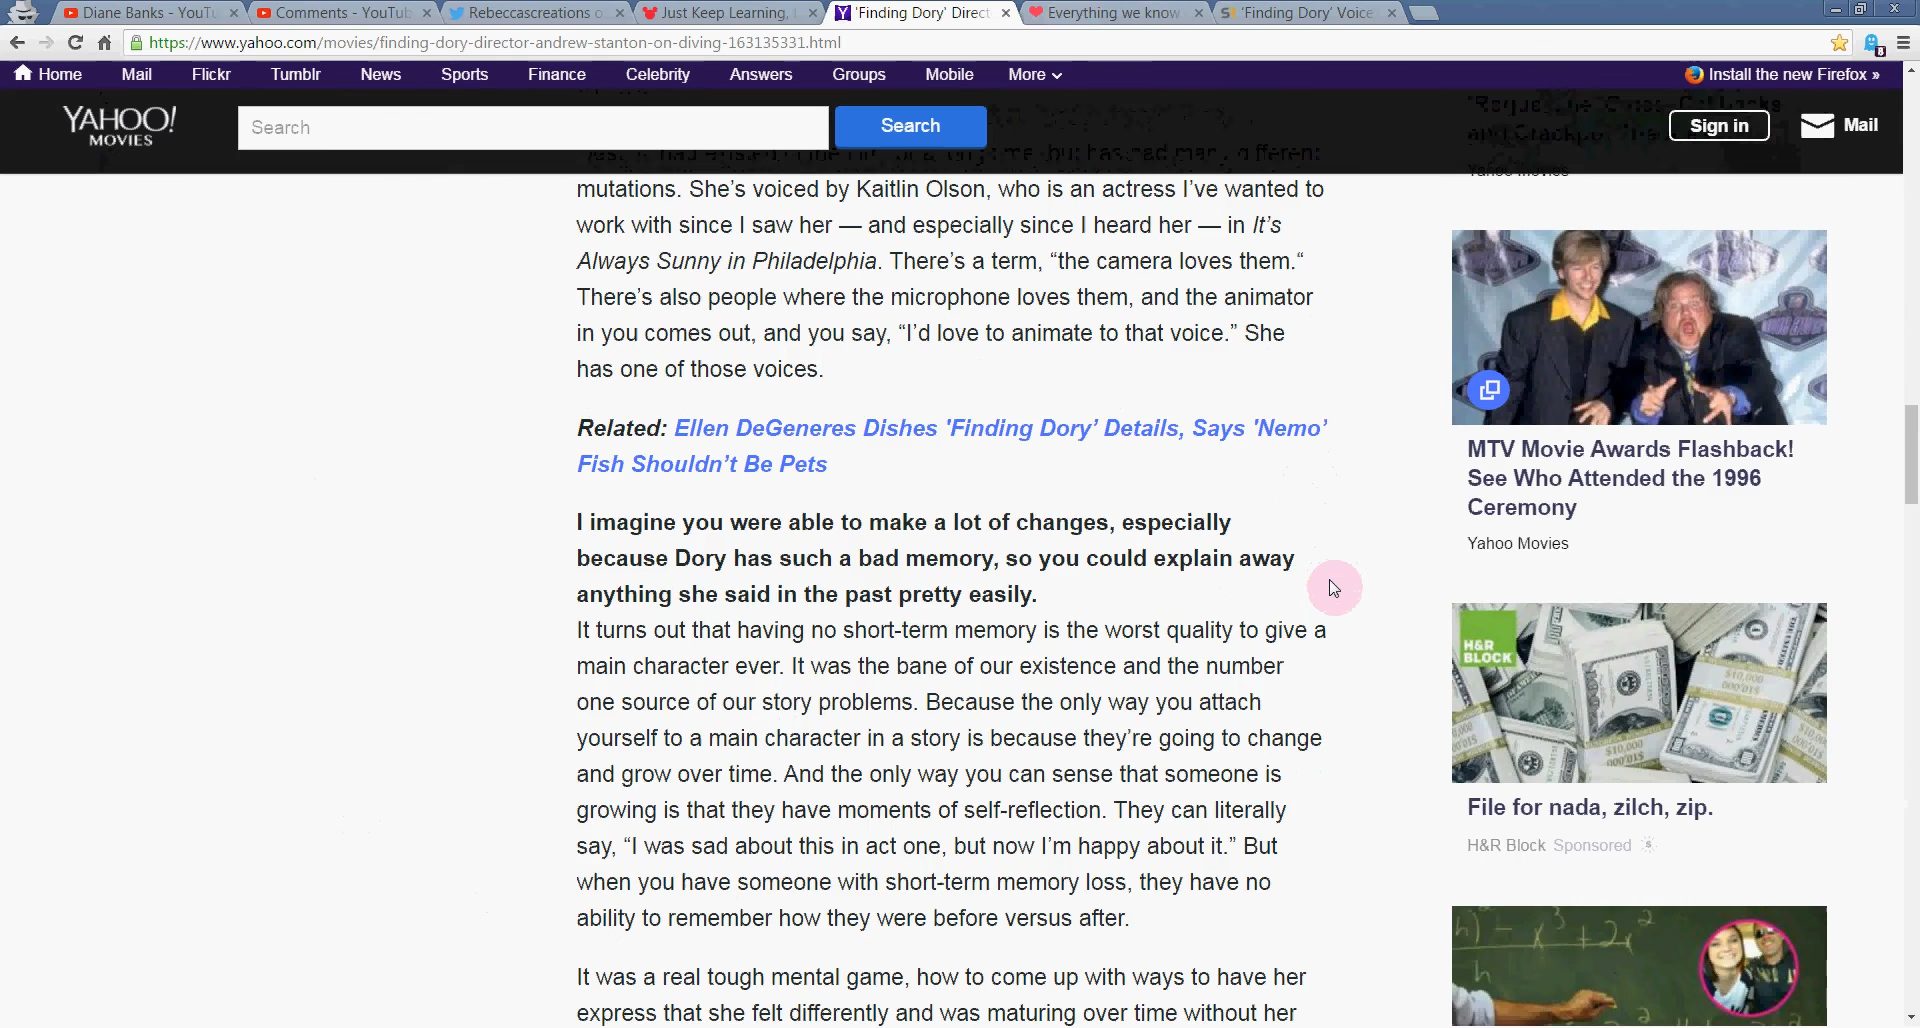 Diane Banks - YouTu
Comments - YouTub
Rebeccascreations o
Just Keep Learning,
'Finding Dory' Direct
Everything we know
'Finding Dory' Voice
https://www.yahoo.com/movies/finding-dory-director-andrew-stanton-on-diving-163135331.html
8
Home
Mail
Flickr
Tumblr
News
Sports
Finance
Celebrity
Answers
Groups
Mobile
More
Install the new Firefox »
YAHOO!
MOVIES
Search
Search
Sign in
Mail
mutations. She’s voiced by Kaitlin Olson, who is an actress I’ve wanted to
work with since I saw her — and especially since I heard her — in It’s
Always Sunny in Philadelphia. There’s a term, “the camera loves them.“
There’s also people where the microphone loves them, and the animator
in you comes out, and you say, “I’d love to animate to that voice.” She
has one of those voices.
Related: Ellen DeGeneres Dishes 'Finding Dory’ Details, Says 'Nemo’
Fish Shouldn’t Be Pets
I imagine you were able to make a lot of changes, especially
because Dory has such a bad memory, so you could explain away
anything she said in the past pretty easily.
It turns out that having no short-term memory is the worst quality to give a
main character ever. It was the bane of our existence and the number
one source of our story problems. Because the only way you attach
yourself to a main character in a story is because they’re going to change
and grow over time. And the only way you can sense that someone is
growing is that they have moments of self-reflection. They can literally
say, “I was sad about this in act one, but now I’m happy about it.” But
when you have someone with short-term memory loss, they have no
ability to remember how they were before versus after.
It was a real tough mental game, how to come up with ways to have her
express that she felt differently and was maturing over time without her
MTV Movie Awards Flashback!
See Who Attended the 1996
Ceremony
Yahoo Movies
H&R
BLOCK
$10,000
$10,000
File for nada, zilch, zip.
H&R Block Sponsored